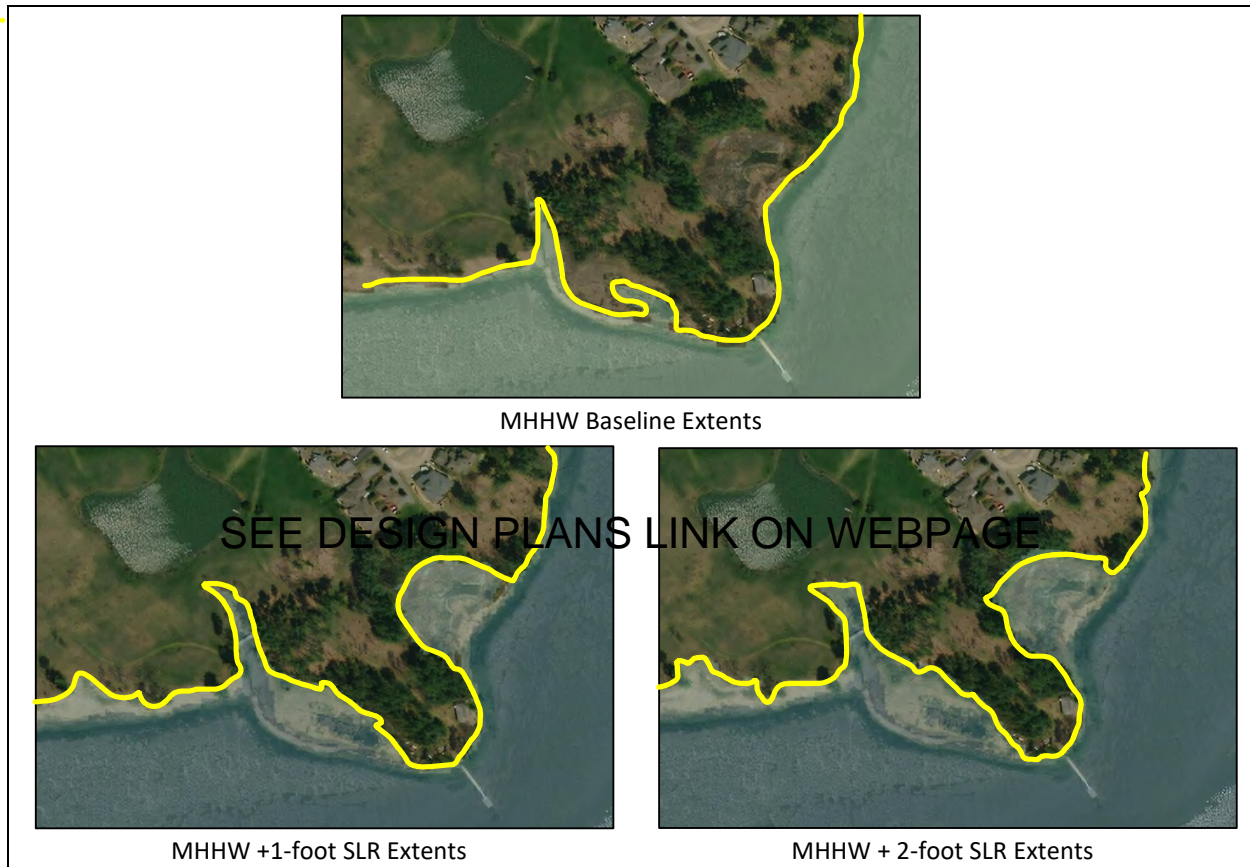 MHHW Baseline Extents
SEE DESIGN PLANS LINK ON WEBPAGE
MHHW +1-foot SLR Extents
MHHW + 2-foot SLR Extents